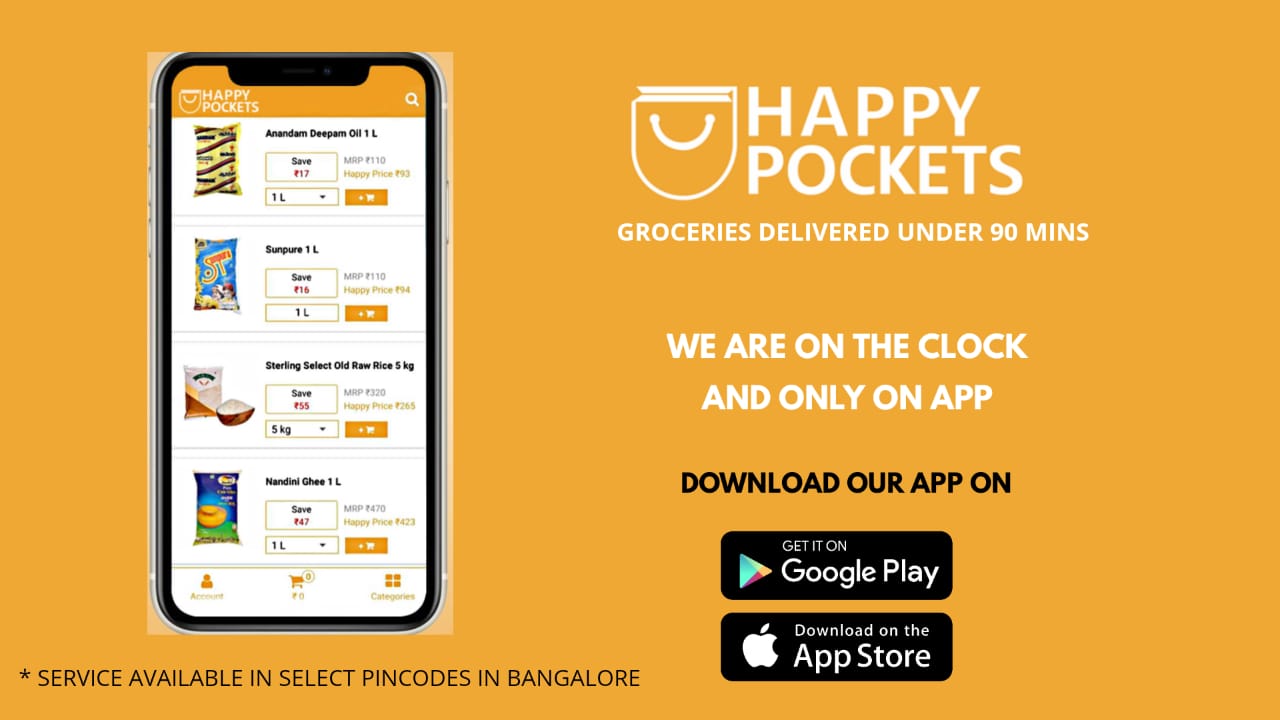 HAPPY
POCKETS
Anandam Deepam Oil 1 L
Save
₹17
MRP ₹110
Happy Price ₹93
1 L
+
Sunpure 1 L
Save
₹16
MRP ₹110
Happy Price ₹94
1 L
+
Sterling Select Old Raw Rice 5 kg
Save
₹55
MRP ₹320
Happy Price ₹265
5 kg
+
Nandini Ghee 1 L
Save
₹47
MRP ₹470
Happy Price ₹423
1 L
+
Account
0
₹ 0
Categories
HAPPY
POCKETS
GROCERIES DELIVERED UNDER 90 MINS
WE ARE ON THE CLOCK
AND ONLY ON APP
DOWNLOAD OUR APP ON
GET IT ON
Google Play
Download on the
App Store
* SERVICE AVAILABLE IN SELECT PINCODES IN BANGALORE